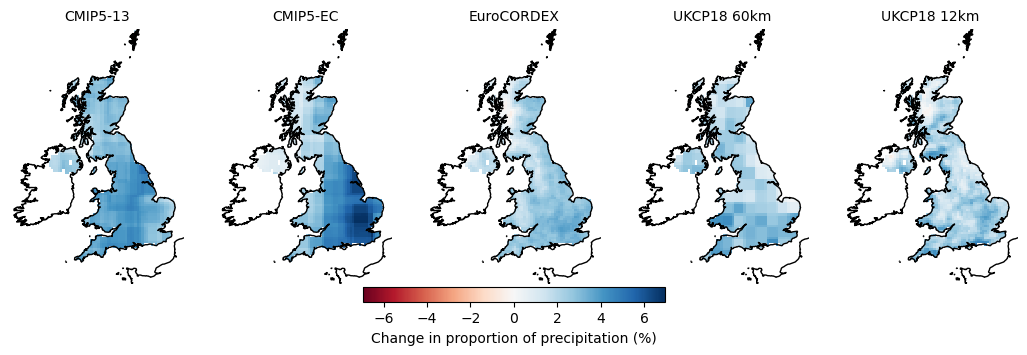 CMIP5-13 CMIP5-EC EuroCORDEX UKCP18 60km UKCP18 12km
−6 −4 −2 0 2 4 6
Change in proportion of precipitation (%)